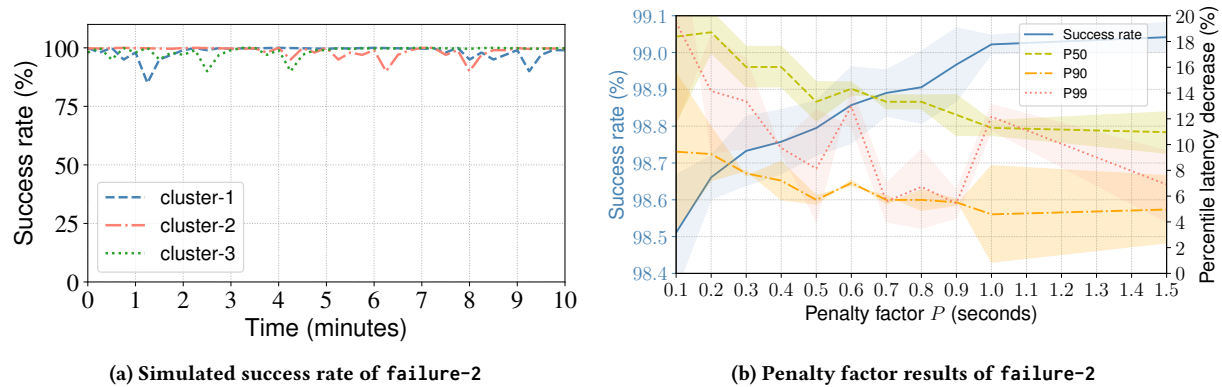 100
75
50
25
0
Success rate (%)
cluster-1
cluster-2
cluster-3
0 1 2 3 4 5 6 7 8 9 10
Time (minutes)
(a) Simulated success rate of failure-2
99.1
99.0
98.9
98.8
98.7
98.6
98.5
98.4
Success rate (%)
Success rate
P50
P90
P99
20
18
16
14
12
10
8
6
4
2
0
Percentile latency decrease (%)
0.1 0.2 0.3 0.4 0.5 0.6 0.7 0.8 0.9 1.0 1.1 1.2 1.3 1.4 1.5
Penalty factor P (seconds)
(b) Penalty factor results of failure-2